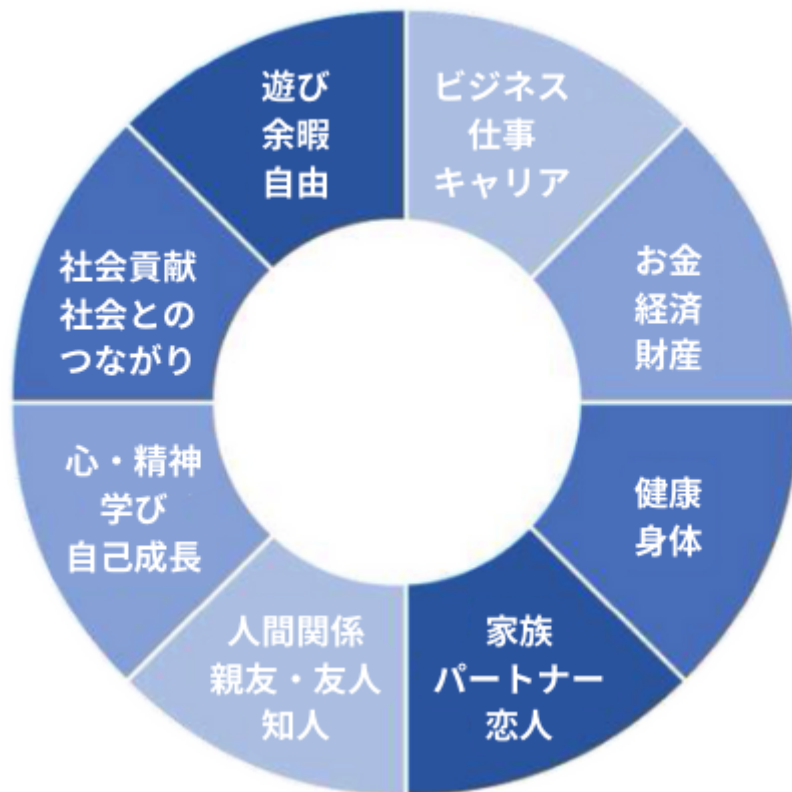 遊び
余暇
自由
ビジネス
仕事
キャリア
お金
経済
財産
健康
身体
家族
パートナー
恋人
人間関係
親友・友人
知人
心・精神
学び
自己成長
社会貢献
社会との
つながり